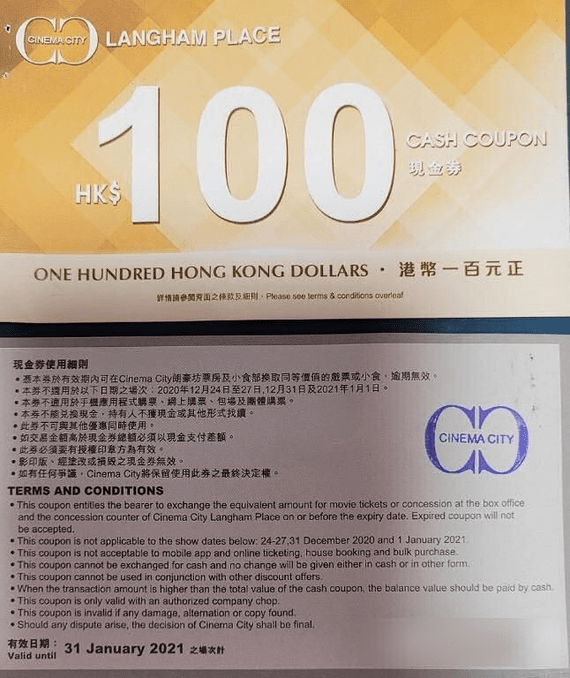 CINEMA CITY LANGHAM PLACE
HK$ 100
CASH COUPON
現金券
ONE HUNDRED HONG KONG DOLLARS · 港幣一百元正
詳情請參閱背面之條款及細則 · Please see terms & conditions overleaf
現金券使用細則
• 憑本券於有效期內可在Cinema City朗豪坊票房及小食部換取同等價值的戲票或小食，逾期無效。
• 本券不適用於以下日期之場次：2020年12月24日至27日,12月31日及2021年1月1日。
• 本券不適用於手機應用程式購票、網上購票、包場及團體購票。
• 本券不能兌換現金，持有人不獲現金或其他形式找續。
• 此券不可與其他優惠同時使用。
• 如交易金額高於現金券總額必須以現金支付差額。
• 此券必須要有授權印章方為有效。
• 影印版、經塗改或損毀之現金券無效。
• 如有任何爭議，Cinema City將保留使用此券之最終決定權。
CINEMA CITY
TERMS AND CONDITIONS
• This coupon entitles the bearer to exchange the equivalent amount for movie tickets or concession at the box office
and the concession counter of Cinema City Langham Place on or before the expiry date. Expired coupon will not
be accepted.
• This coupon is not applicable to the show dates below: 24-27,31 December 2020 and 1 January 2021.
• This coupon is not acceptable to mobile app and online ticketing, house booking and bulk purchase.
• This coupon cannot be exchanged for cash and no change will be given either in cash or in other form.
• This coupon cannot be used in conjunction with other discount offers.
• When the transaction amount is higher than the total value of the cash coupon, the balance value should be paid by cash.
• This coupon is only valid with an authorized company chop.
• This coupon is invalid if any damage, alternation or copy found.
• Should any dispute arise, the decision of Cinema City shall be final.
有效日期：
Valid until 31 January 2021 之場次計